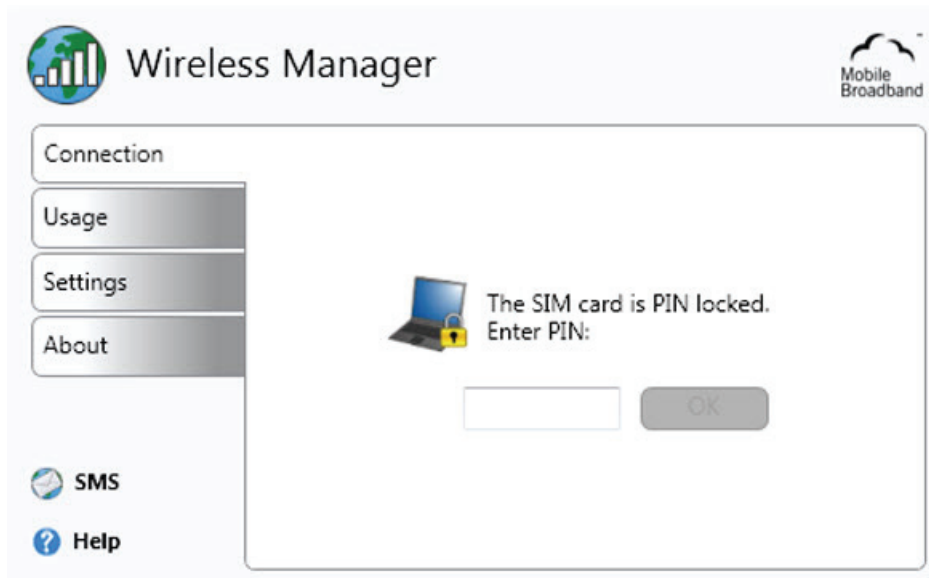 Wireless Manager
Mobile
Broadband
Connection
Usage
Settings
About
The SIM card is PIN locked.
Enter PIN:
OK
SMS
Help